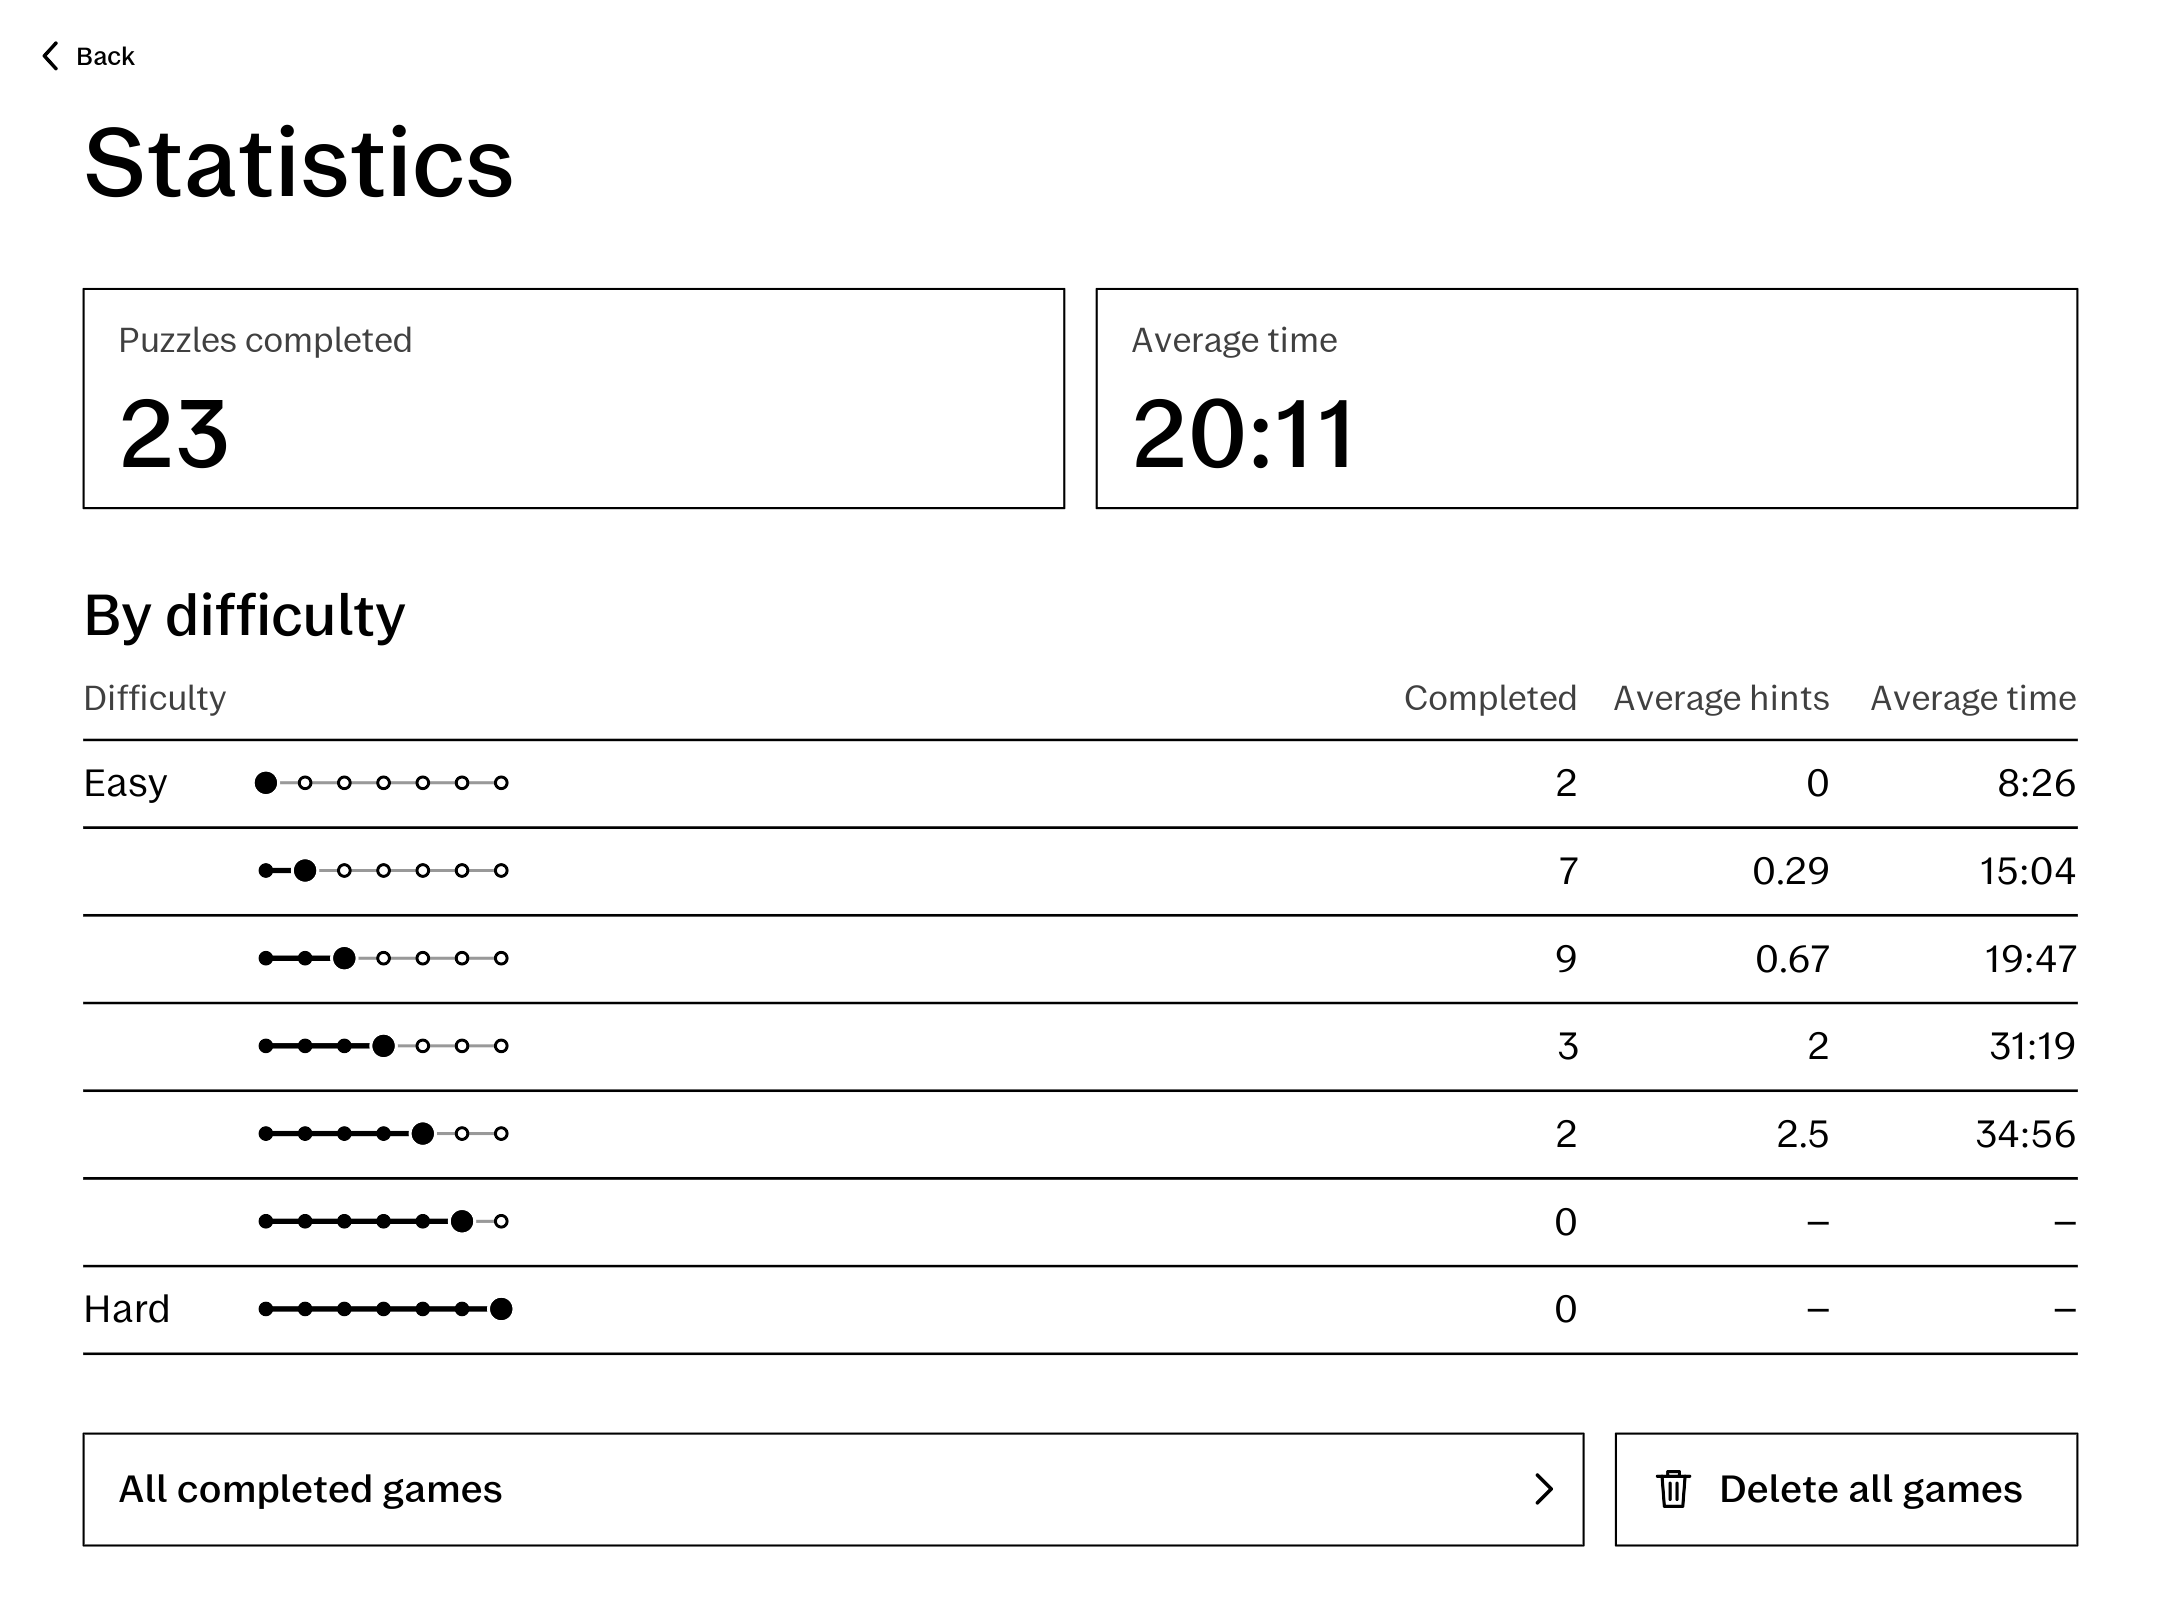 Back
Statistics
Puzzles completed
23
Average time
20:11
By difficulty
Difficulty Completed Average hints Average time
Easy 2 0 8:26
7 0.29 15:04
9 0.67 19:47
3 2 31:19
2 2.5 34:56
0 – –
Hard 0 – –
All completed games
Delete all games